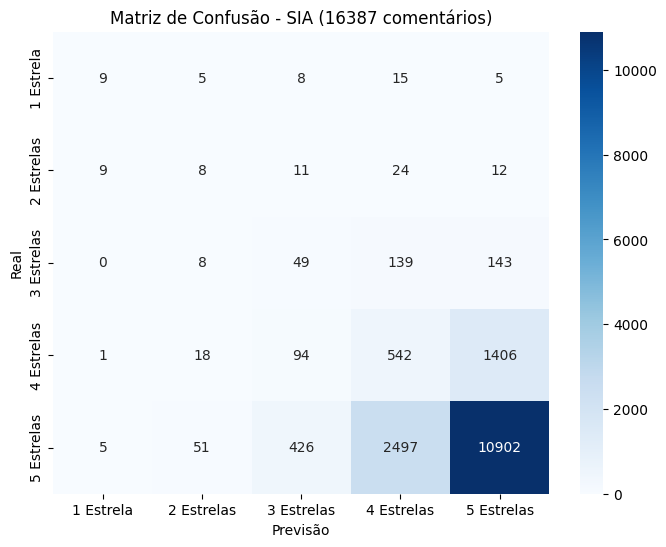 Matriz de Confusão - SIA (16387 comentários)
Real
1 Estrela 9 5 8 15 5
2 Estrelas 9 8 11 24 12
3 Estrelas 0 8 49 139 143
4 Estrelas 1 18 94 542 1406
5 Estrelas 5 51 426 2497 10902
1 Estrela 2 Estrelas 3 Estrelas 4 Estrelas 5 Estrelas
Previsão
10000
8000
6000
4000
2000
0